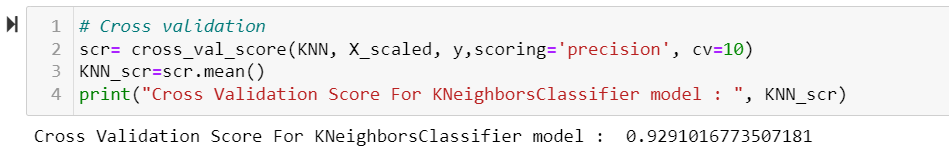 1 # Cross validation
2 scr= cross_val_score(KNN, X_scaled, y,scoring='precision', cv=10)
3 KNN_scr=scr.mean()
4 print("Cross Validation Score For KNeighborsClassifier model : ", KNN_scr)
Cross Validation Score For KNeighborsClassifier model :  0.9291016773507181